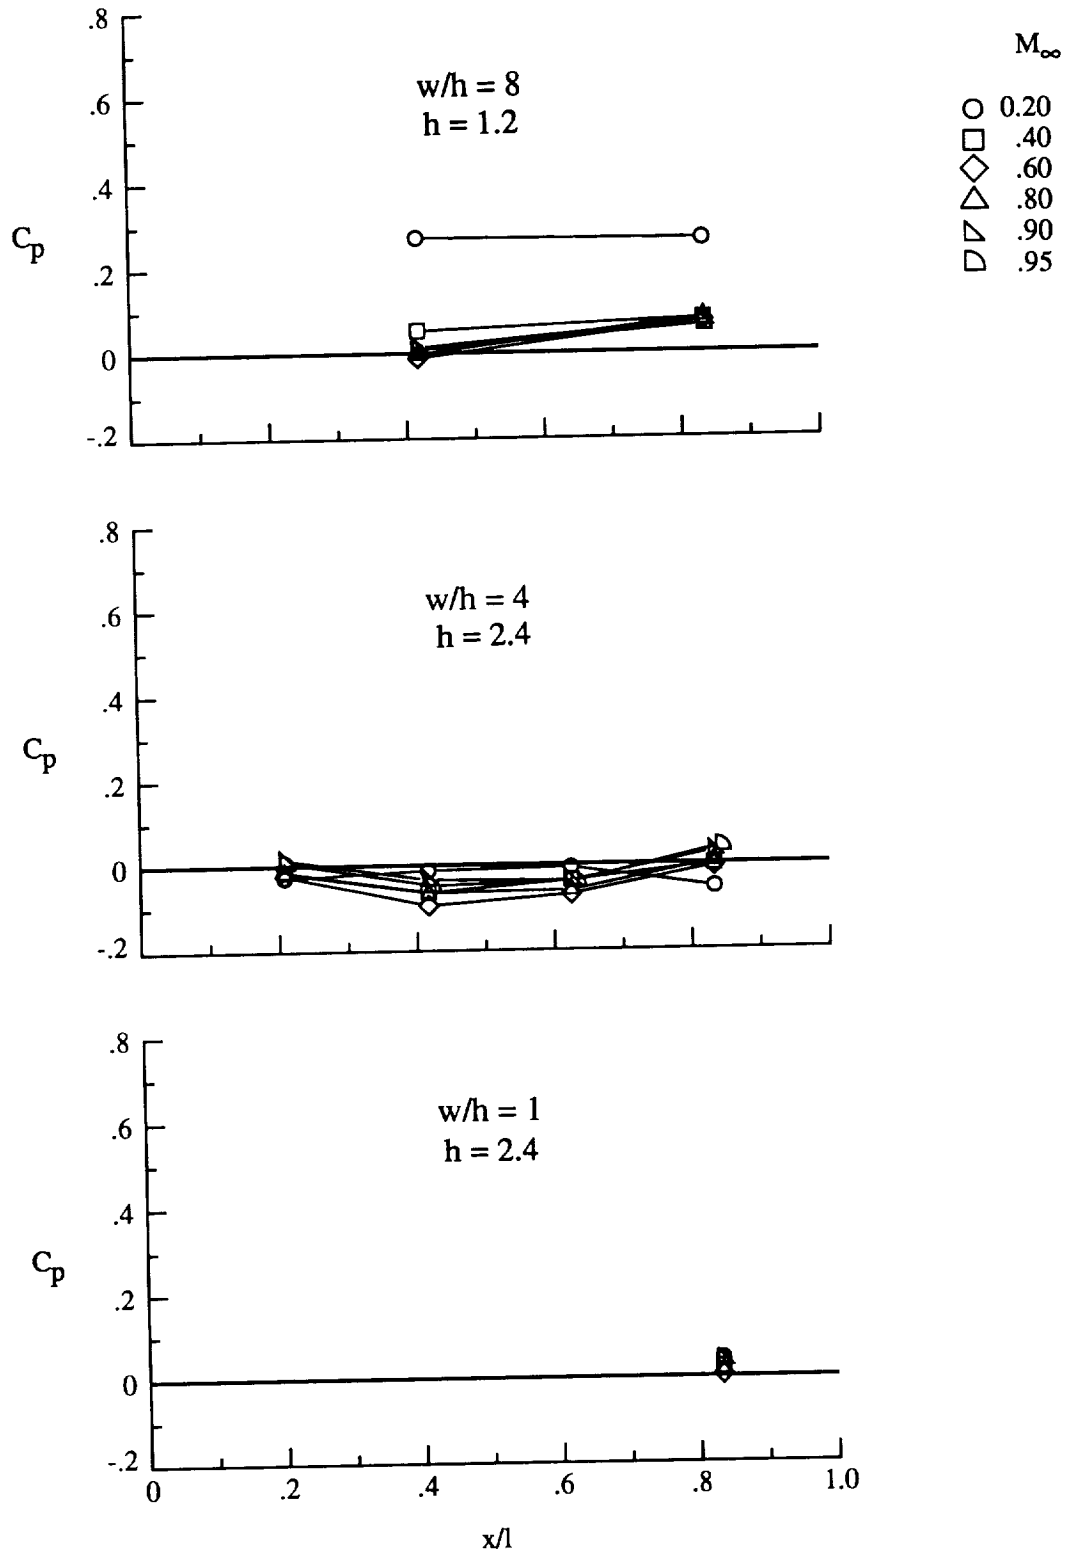 M∞
0.20
.40
.60
.80
.90
.95
.8
.6
.4
.2
0
-.2
Cp
w/h = 8
h = 1.2
.8
.6
.4
.2
0
-.2
Cp
w/h = 4
h = 2.4
.8
.6
.4
.2
0
-.2
Cp
w/h = 1
h = 2.4
0 .2 .4 .6 .8 1.0
x/l